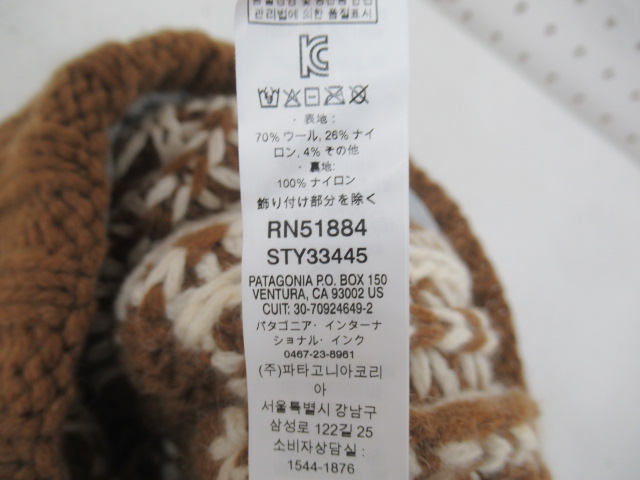 관리법에 의한 품질표시
· 表地 :
70% ウール, 26% ナイ
ロン, 4% その他
· 裏地:
100% ナイロン
飾り付け部分を除く
RN51884
STY33445
PATAGONIA P.O. BOX 150
VENTURA, CA 93002 US
CUIT: 30-70924649-2
パタゴニア · インターナ
ショナル · インク
0467-23-8961
(주)파타고니아코리
아
서울특별시 강남구
삼성로 122길 25
소비자상담실 :
1544-1876